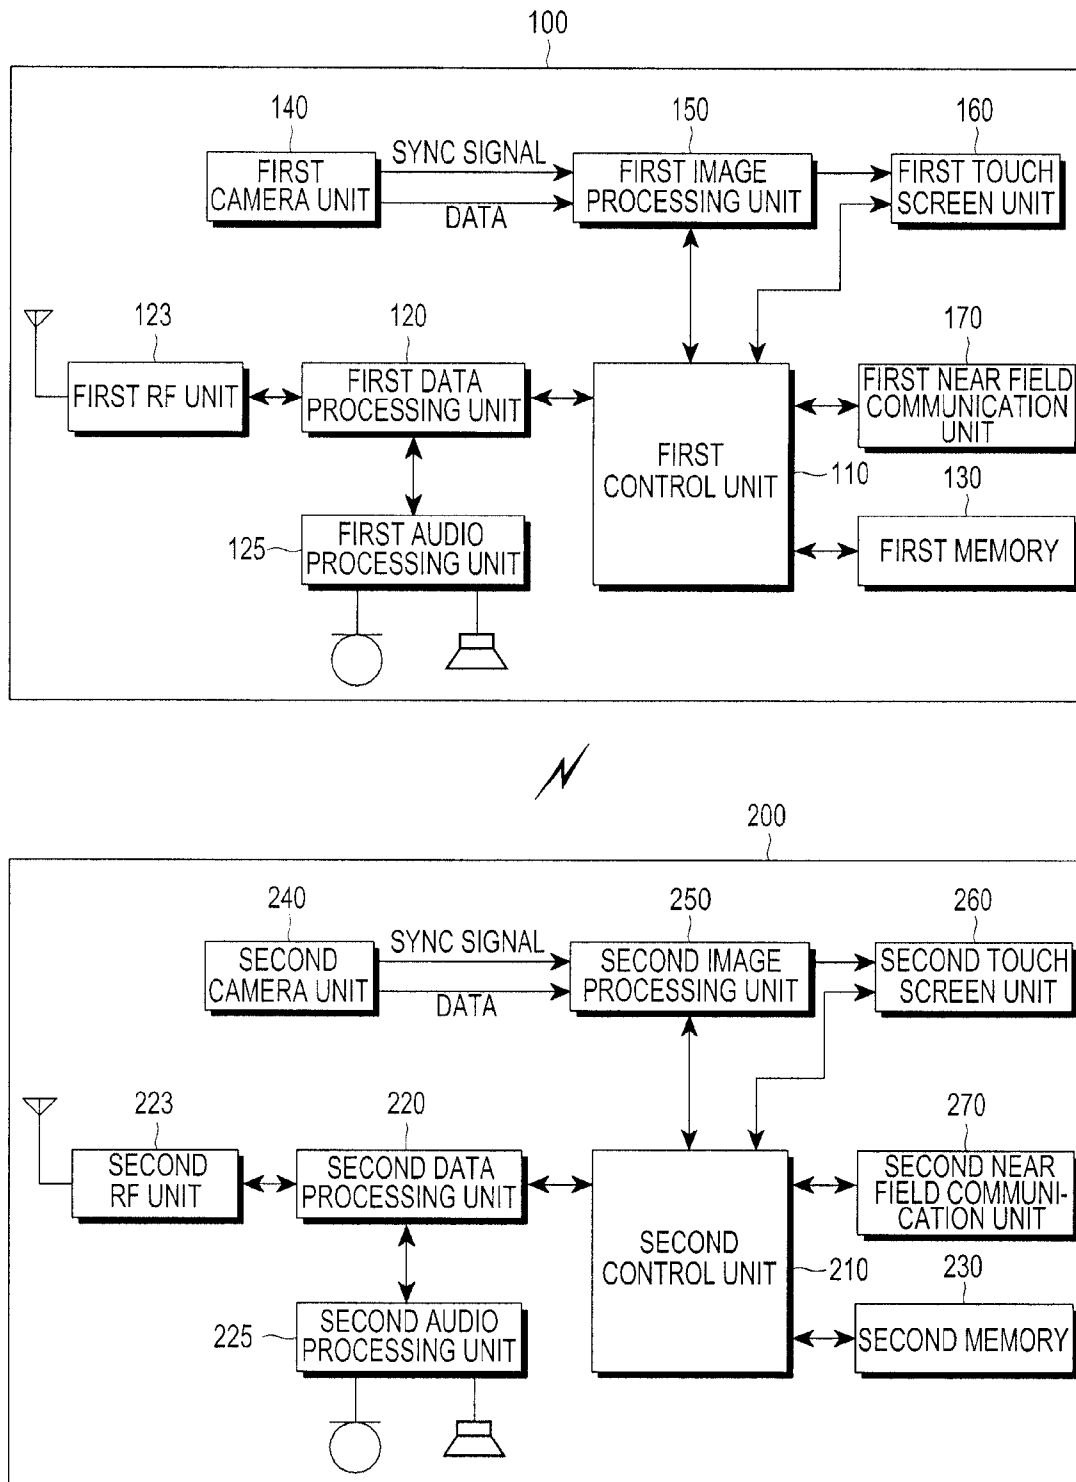 100
140
150
160
FIRST
CAMERA UNIT
SYNC SIGNAL
DATA
FIRST IMAGE
PROCESSING UNIT
FIRST TOUCH
SCREEN UNIT
123
120
170
FIRST RF UNIT
FIRST DATA
PROCESSING UNIT
FIRST
CONTROL UNIT
110
FIRST NEAR FIELD
COMMUNICATION
UNIT
130
FIRST MEMORY
125
FIRST AUDIO
PROCESSING UNIT
200
240
250
260
SECOND
CAMERA UNIT
SYNC SIGNAL
DATA
SECOND IMAGE
PROCESSING UNIT
SECOND TOUCH
SCREEN UNIT
223
220
270
SECOND
RF UNIT
SECOND DATA
PROCESSING UNIT
SECOND
CONTROL UNIT
210
SECOND NEAR
FIELD COMMUNI-
CATION UNIT
230
SECOND MEMORY
225
SECOND AUDIO
PROCESSING UNIT